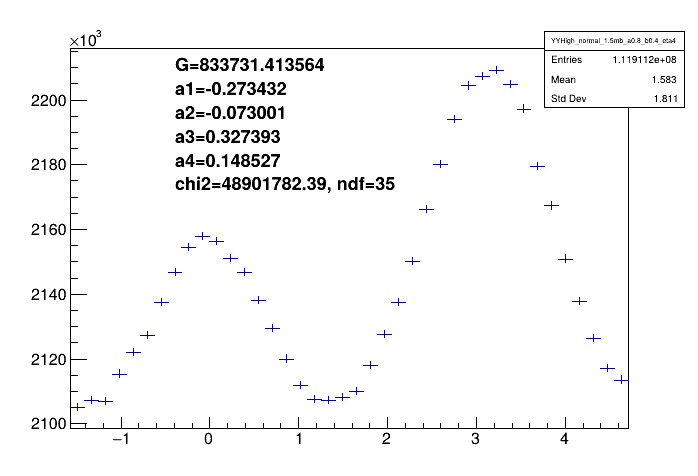 ×10³
YYHigh_normal_1.5mb_a0.8_b0.4_eta4
Entries 1.119112e+08
Mean 1.583
Std Dev 1.811
G=833731.413564
a1=-0.273432
a2=-0.073001
a3=0.327393
a4=0.148527
chi2=48901782.39, ndf=35
2200
2180
2160
2140
2120
2100
−1 0 1 2 3 4